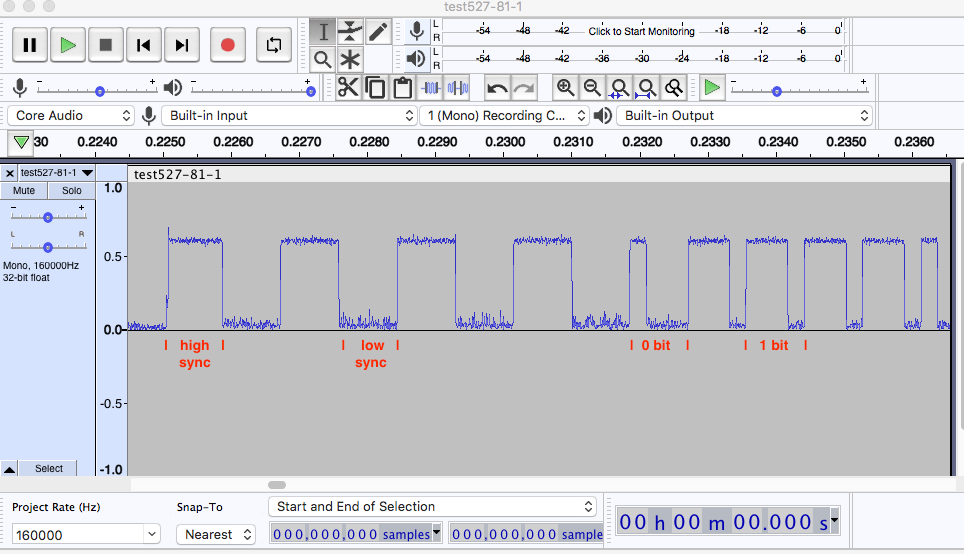 test527-81-1
L
R
-54 -48 -42 Click to Start Monitoring -18 -12 -6 0
L
R
-54 -48 -42 -36 -30 -24 -18 -12 -6 0
- + - +
Core Audio Built-in Input 1 (Mono) Recording C... Built-in Output
30 0.2240 0.2250 0.2260 0.2270 0.2280 0.2290 0.2300 0.2310 0.2320 0.2330 0.2340 0.2350 0.2360
test527-81-1 test527-81-1
Mute Solo 1.0
- +
L R
0.5-
Mono, 160000Hz
32-bit float
0.0-
high low 0 bit 1 bit
sync sync
-0.5-
Select -1.0
Project Rate (Hz) Snap-To Start and End of Selection
160000 Nearest 000,000,000 samples 000,000,000 sample
00 h 00 m 00.000 s